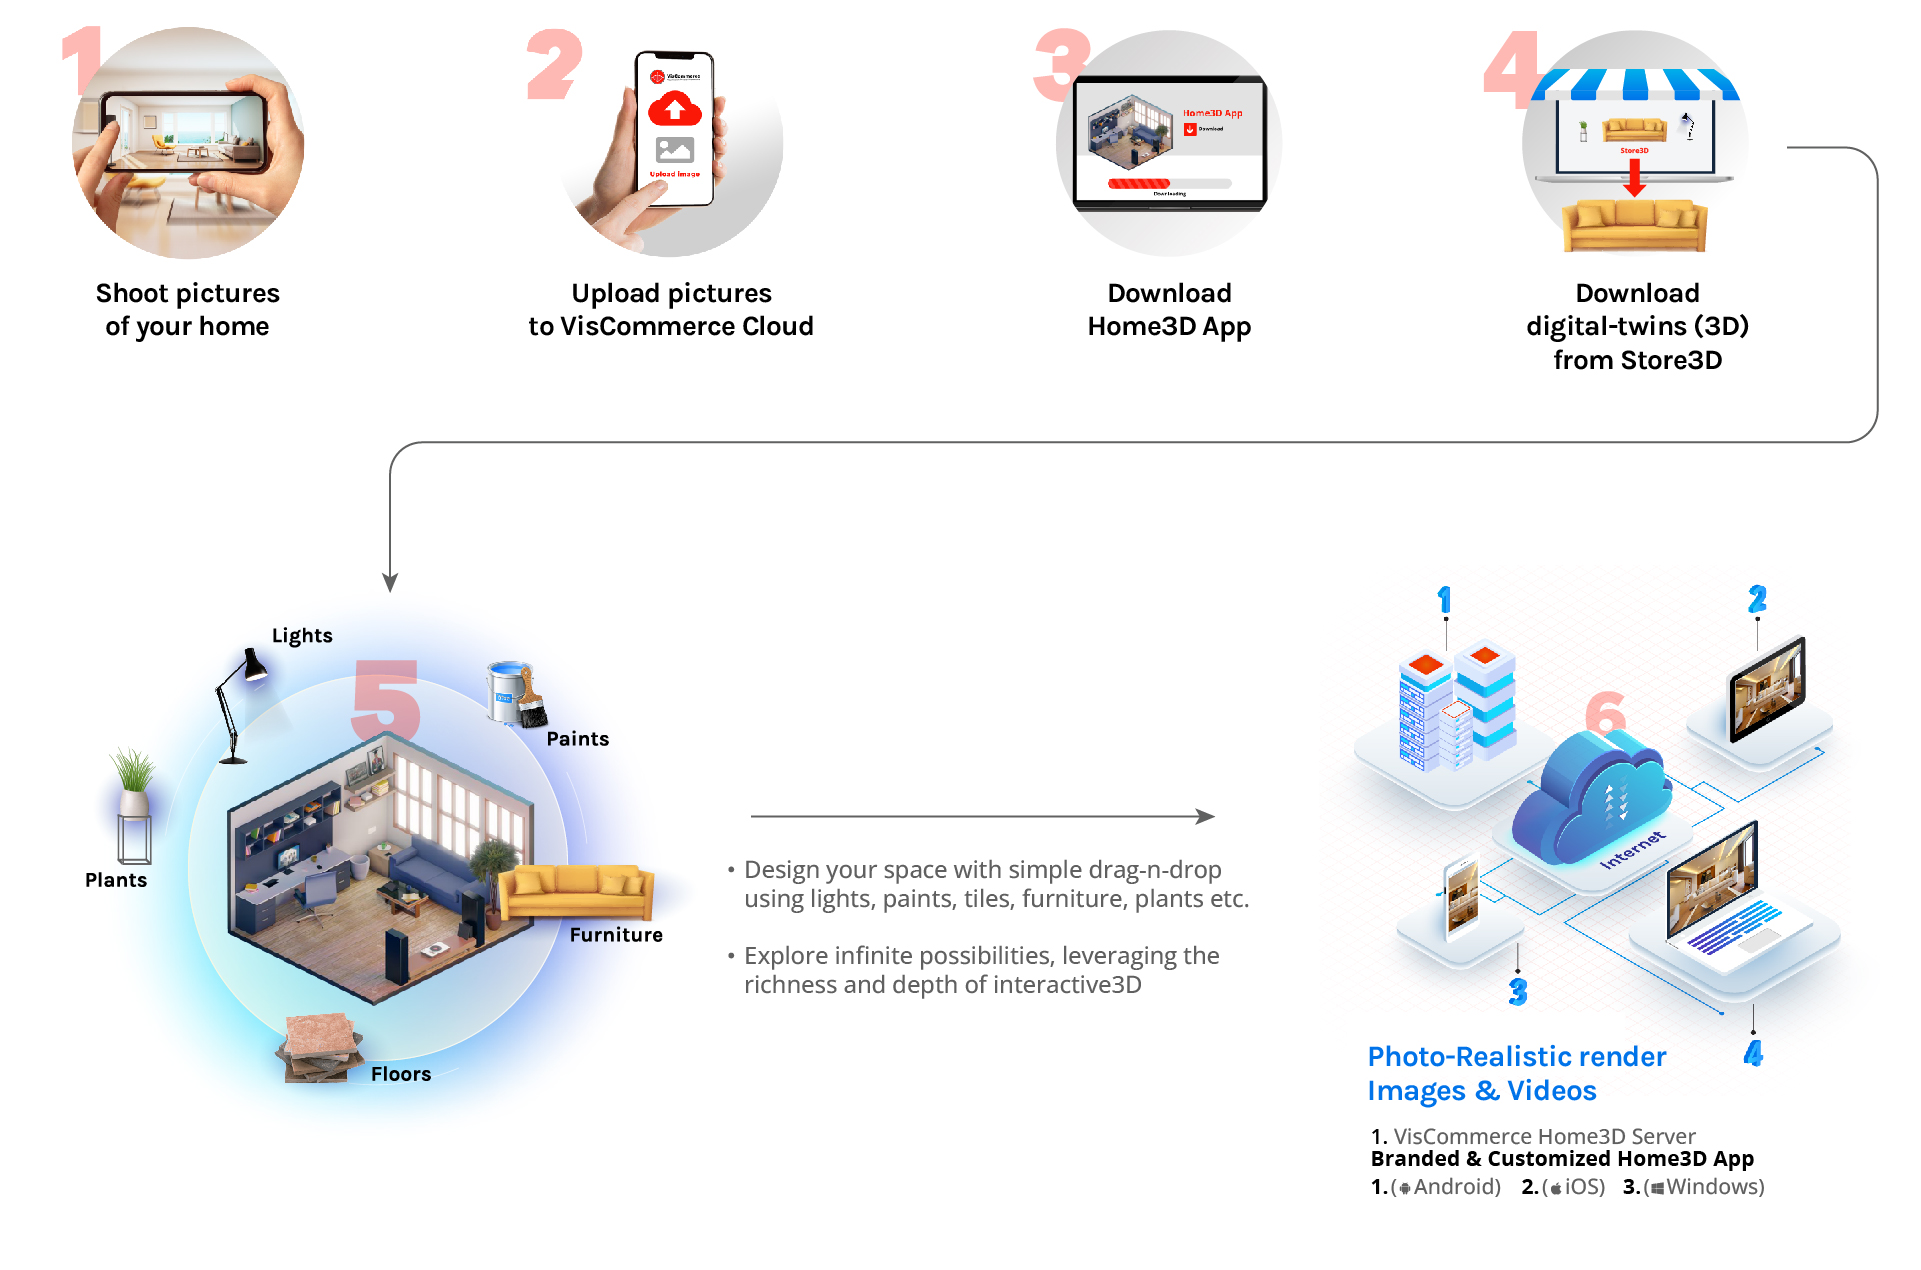 1
Shoot pictures
of your home
2
VisCommerce
Upload Image
Upload pictures
to VisCommerce Cloud
3
Home3D App
Download
Downloading
Download
Home3D App
4
Store3D
Download
digital-twins (3D)
from Store3D
5
Lights
Paints
Plants
Furniture
Floors
• Design your space with simple drag-n-drop
using lights, paints, tiles, furniture, plants etc.
• Explore infinite possibilities, leveraging the
richness and depth of interactive3D
6
1
2
Internet
3
4
Photo-Realistic render
Images & Videos
1. VisCommerce Home3D Server
Branded & Customized Home3D App
1. (Android) 2. (iOS) 3. (Windows)